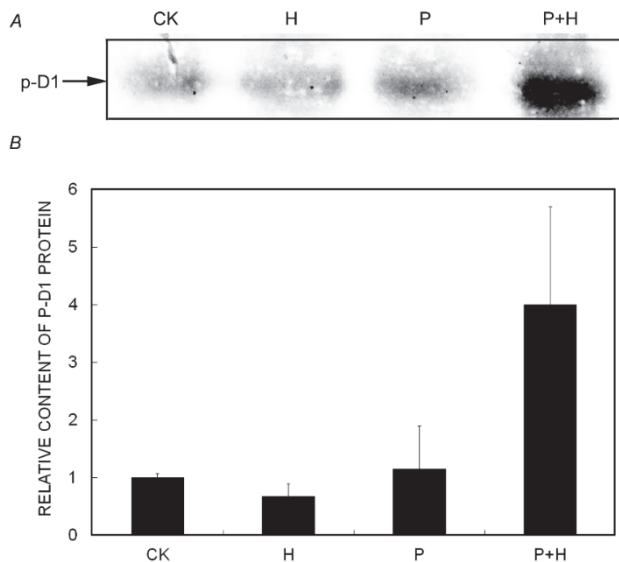 A
CK H P P+H
p-D1
B
RELATIVE CONTENT OF P-D1 PROTEIN
6
5
4
3
2
1
0
CK H P P+H